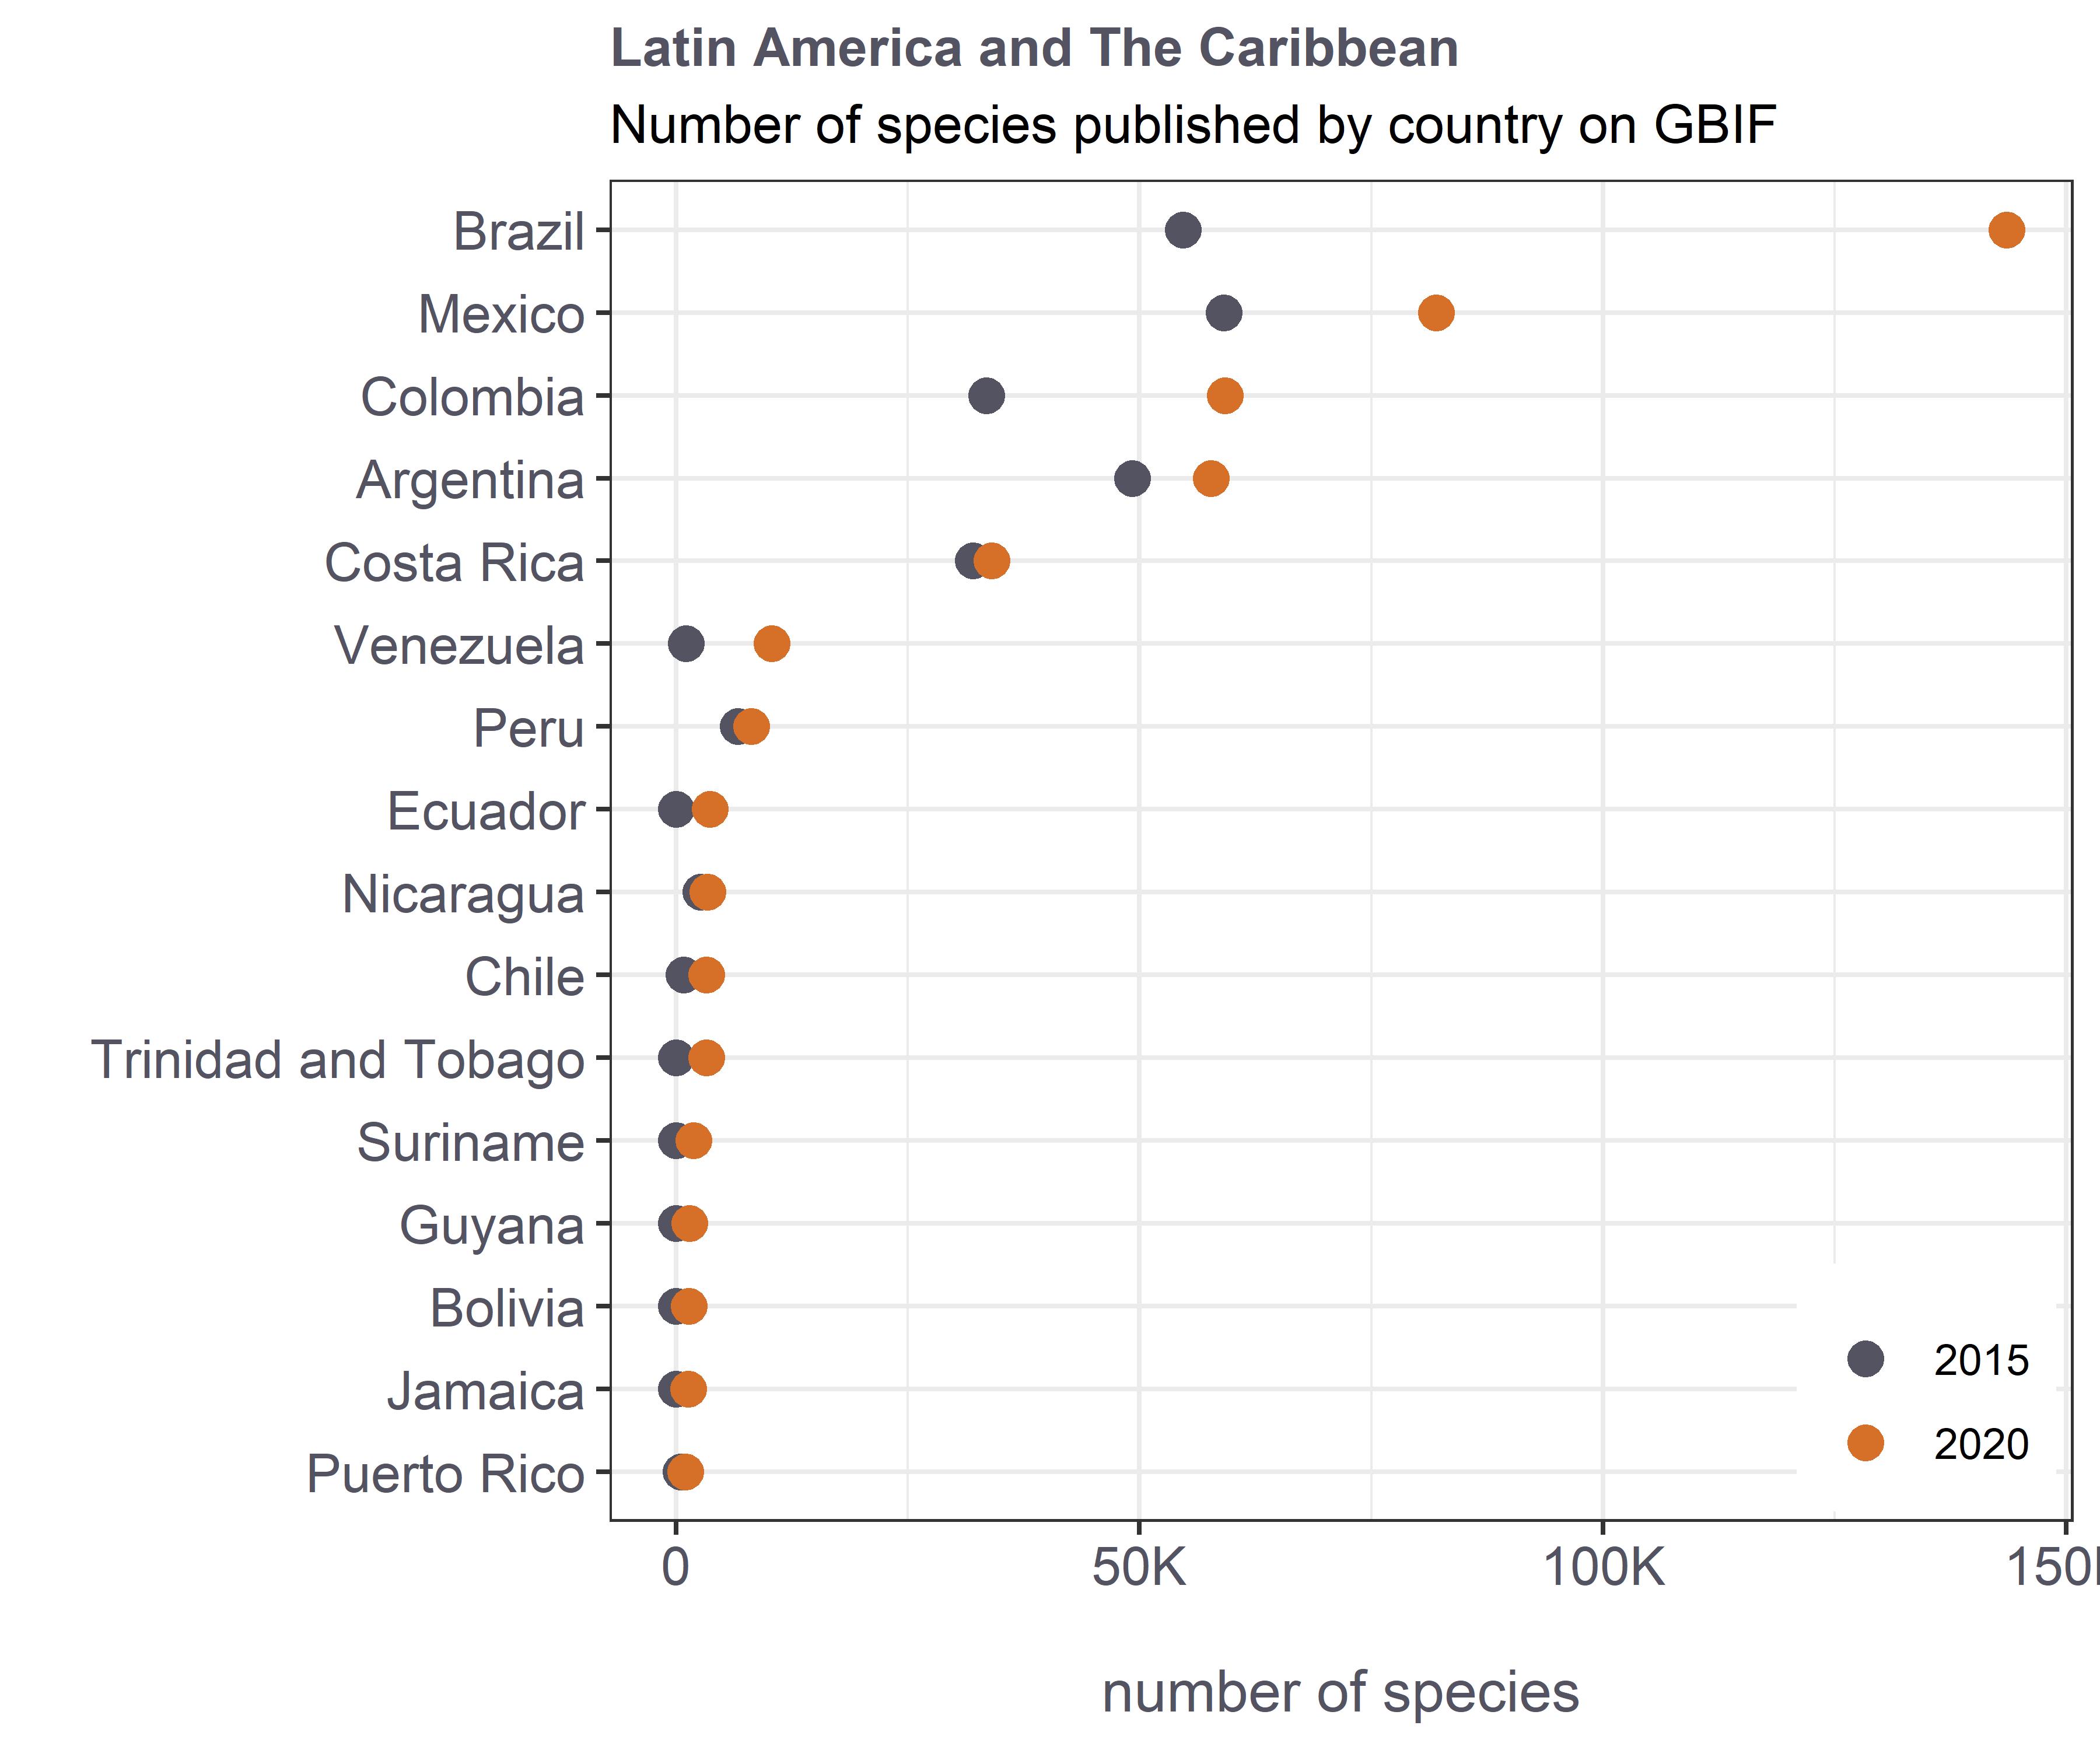 Latin America and The Caribbean
Number of species published by country on GBIF
Brazil
Mexico
Colombia
Argentina
Costa Rica
Venezuela
Peru
Ecuador
Nicaragua
Chile
Trinidad and Tobago
Suriname
Guyana
Bolivia
Jamaica
Puerto Rico
2015
2020
0 50K 100K 150K
number of species